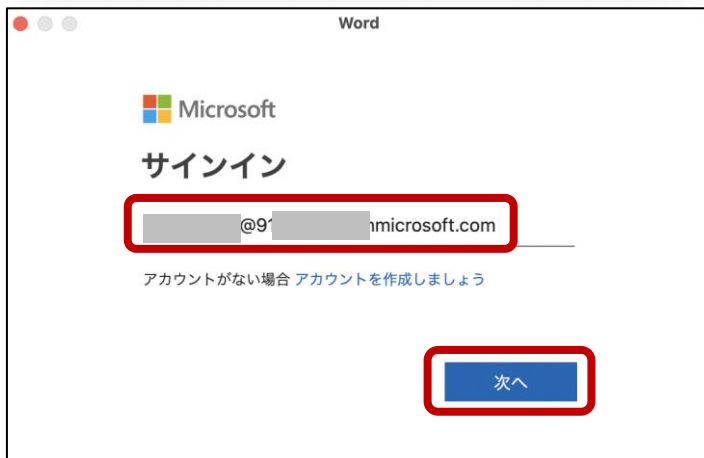 Word
Microsoft
サインイン
@91 microsoft.com
アカウントがない場合 アカウントを作成しましょう
次へ